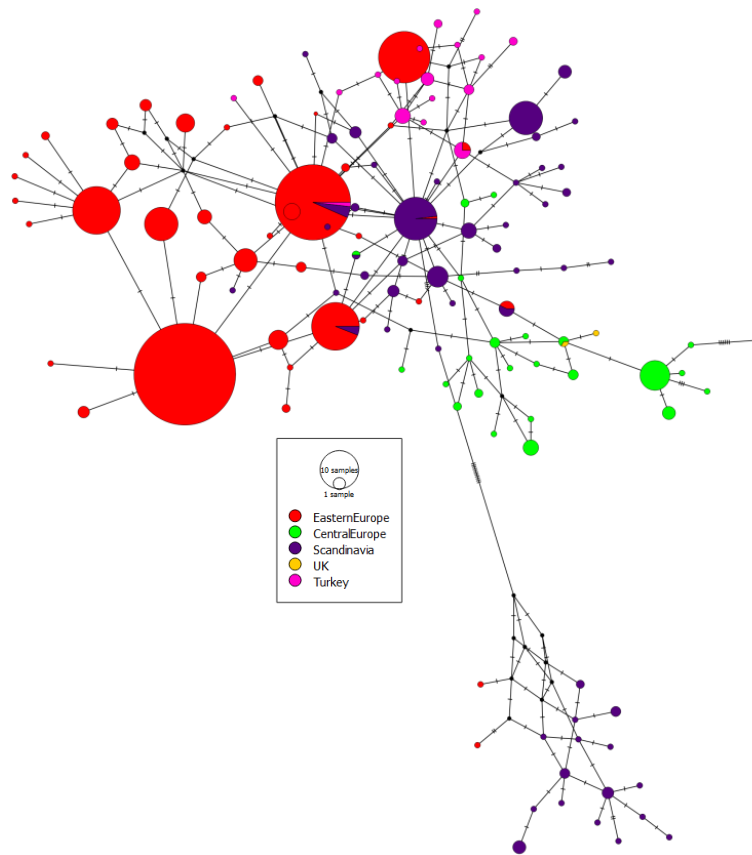 10 samples
1 sample
EasternEurope
CentralEurope
Scandinavia
UK
Turkey